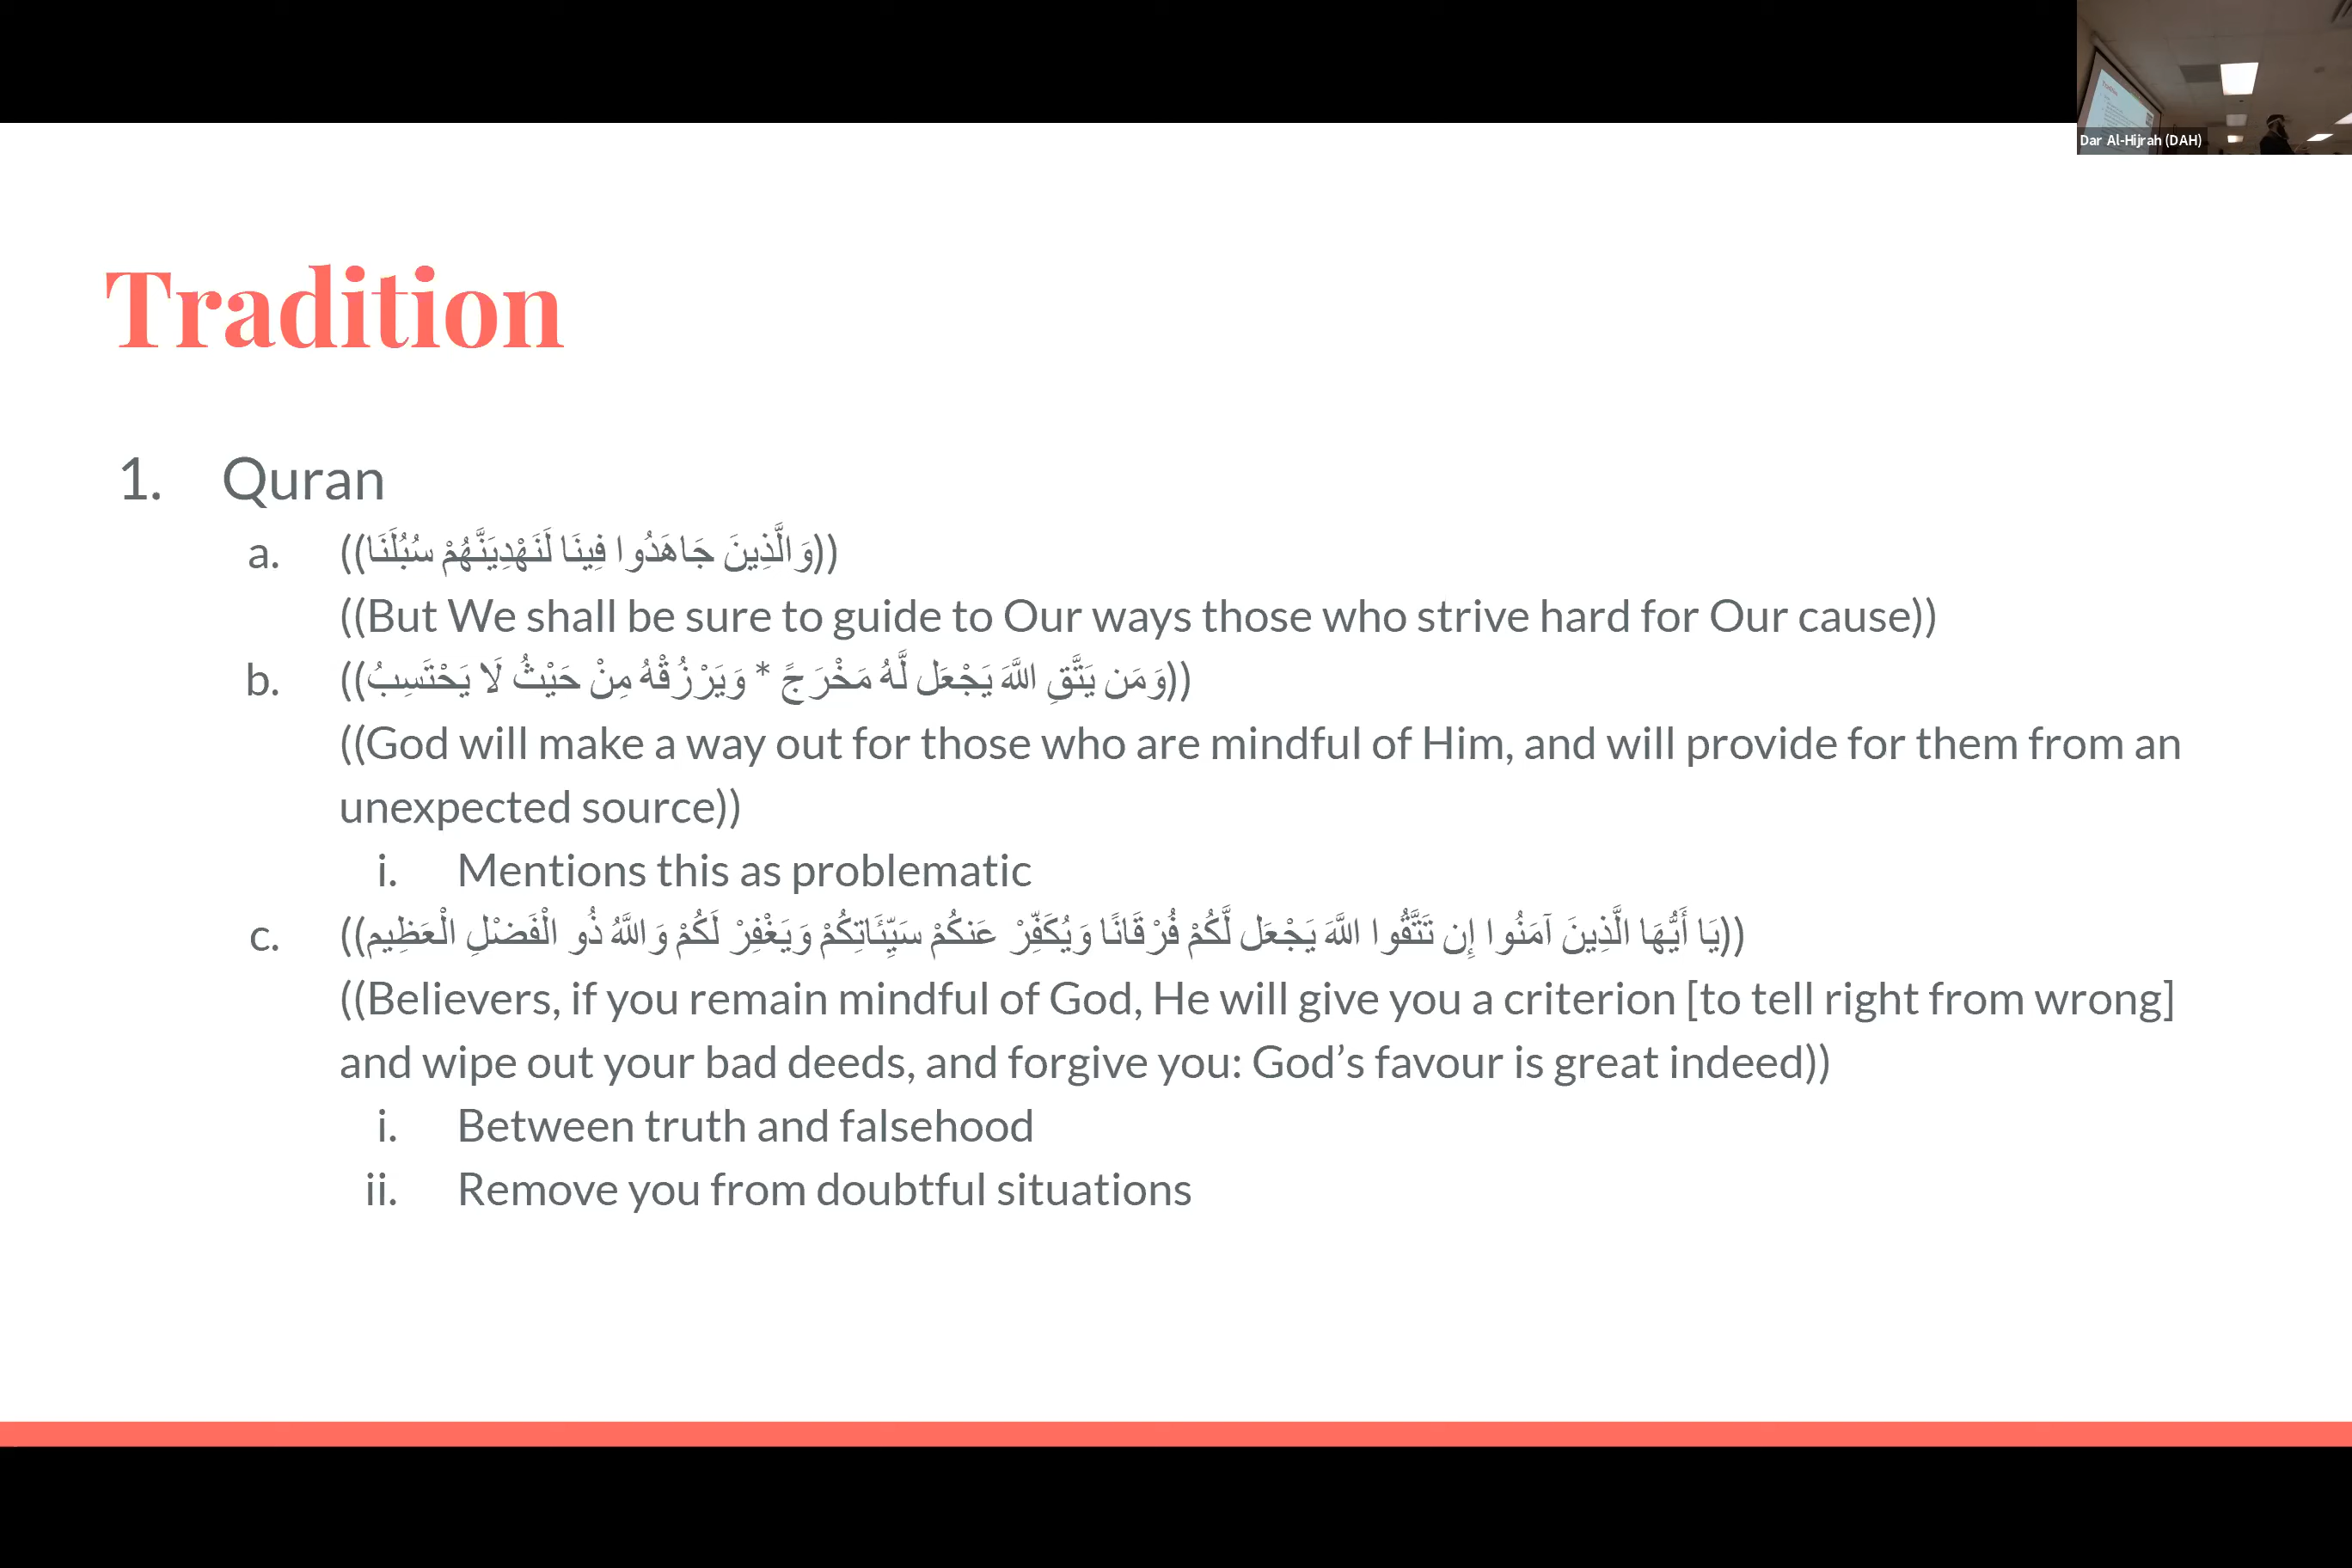 Dar Al-Hijrah (DAH)
Tradition
1. Quran
a. ((وَالَّذِينَ جَاهَدُوا فِينَا لَنَهْدِيَنَّهُمْ سُبُلَنَا))
((But We shall be sure to guide to Our ways those who strive hard for Our cause))
b. ((وَمَن يَتَّقِ اللَّهَ يَجْعَل لَّهُ مَخْرَجً * وَيَرْزُقْهُ مِنْ حَيْثُ لَا يَحْتَسِبُ))
((God will make a way out for those who are mindful of Him, and will provide for them from an
unexpected source))
i. Mentions this as problematic
c. ((يَا أَيُّهَا الَّذِينَ آمَنُوا إِن تَتَّقُوا اللَّهَ يَجْعَل لَّكُمْ فُرْقَانًا وَيُكَفِّرْ عَنكُمْ سَيِّئَاتِكُمْ وَيَغْفِرْ لَكُمْ وَاللَّهُ ذُو الْفَضْلِ الْعَظِيم))
((Believers, if you remain mindful of God, He will give you a criterion [to tell right from wrong]
and wipe out your bad deeds, and forgive you: God’s favour is great indeed))
i. Between truth and falsehood
ii. Remove you from doubtful situations